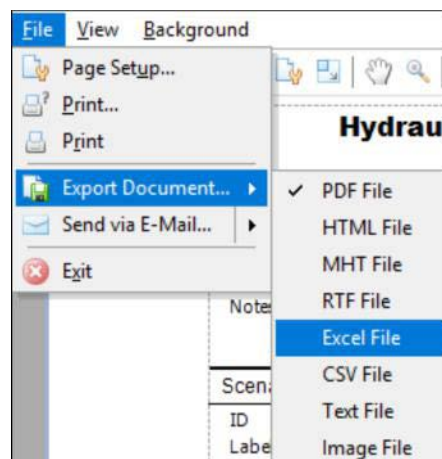 File View Background
Page Setup...
Print...
Print
Export Document...
Send via E-Mail...
Exit
Hydrau
PDF File
HTML File
MHT File
RTF File
Excel File
CSV File
Text File
Image File
Note
Scen
ID
Labe